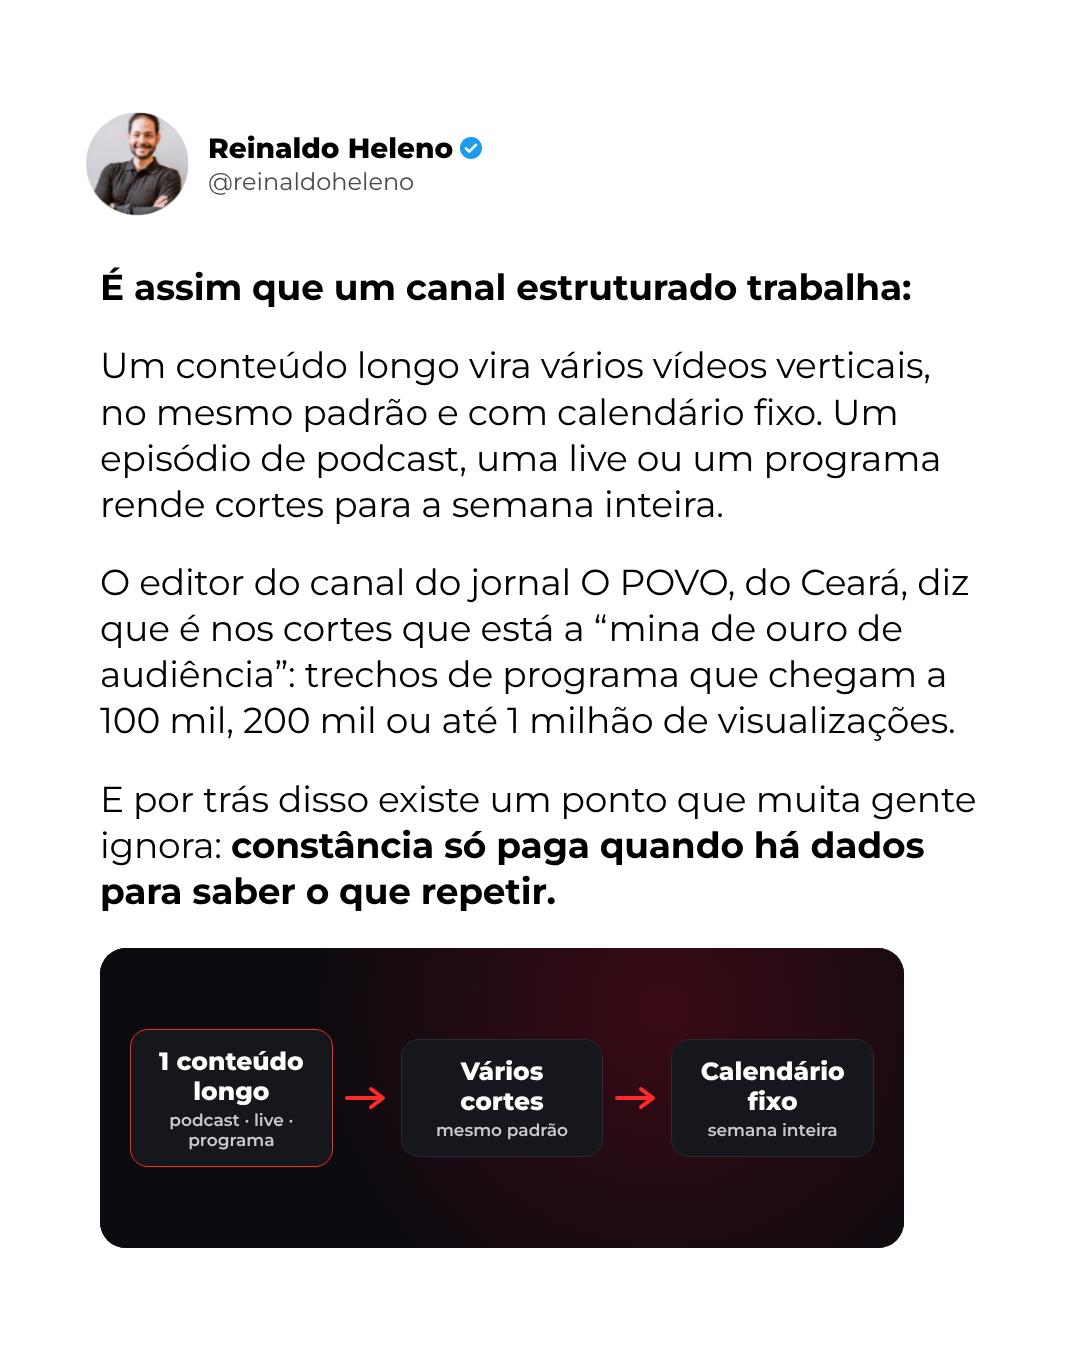 Reinaldo Heleno
@reinaldoheleno
É assim que um canal estruturado trabalha:
Um conteúdo longo vira vários vídeos verticais,
no mesmo padrão e com calendário fixo. Um
episódio de podcast, uma live ou um programa
rende cortes para a semana inteira.
O editor do canal do jornal O POVO, do Ceará, diz
que é nos cortes que está a “mina de ouro de
audiência”: trechos de programa que chegam a
100 mil, 200 mil ou até 1 milhão de visualizações.
E por trás disso existe um ponto que muita gente
ignora: constância só paga quando há dados
para saber o que repetir.
1 conteúdo
longo
podcast · live ·
programa
Vários
cortes
mesmo padrão
Calendário
fixo
semana inteira